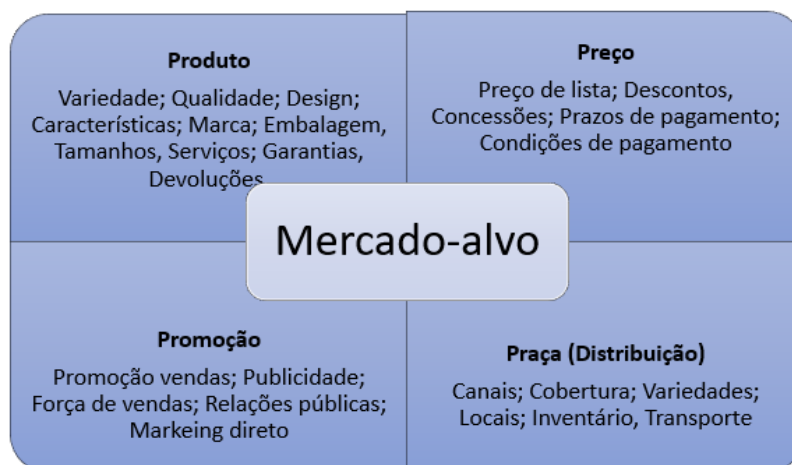 Produto
Variedade; Qualidade; Design;
Características; Marca; Embalagem,
Tamanhos, Serviços; Garantias,
Devoluções
Preço
Preço de lista; Descontos,
Concessões; Prazos de pagamento;
Condições de pagamento
Mercado-alvo
Promoção
Promoção vendas; Publicidade;
Força de vendas; Relações públicas;
Markeing direto
Praça (Distribuição)
Canais; Cobertura; Variedades;
Locais; Inventário, Transporte